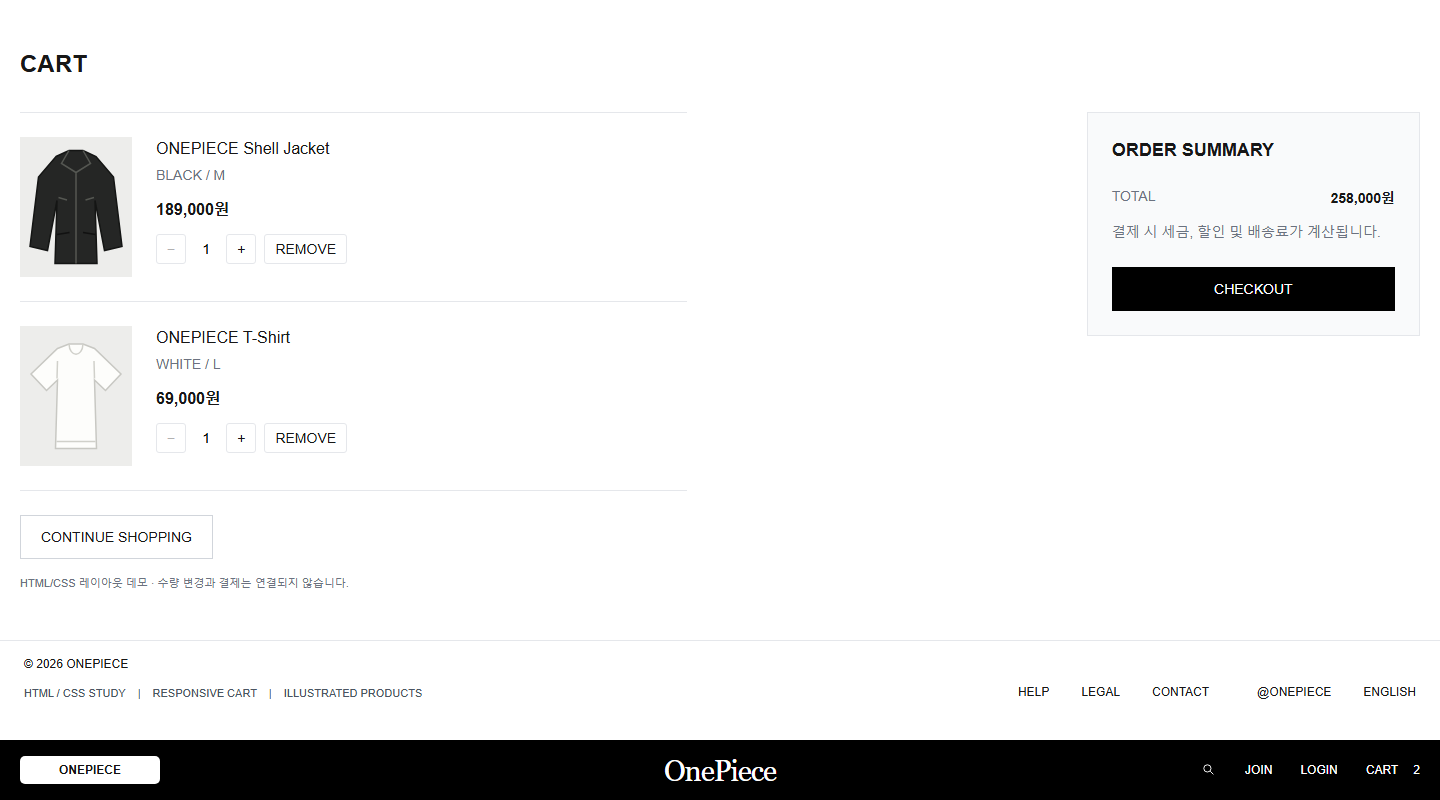 CART
ONEPIECE Shell Jacket
BLACK / M
189,000원
− 1 + REMOVE
ONEPIECE T-Shirt
WHITE / L
69,000원
− 1 + REMOVE
CONTINUE SHOPPING
HTML/CSS 레이아웃 데모 · 수량 변경과 결제는 연결되지 않습니다.
ORDER SUMMARY
TOTAL 258,000원
결제 시 세금, 할인 및 배송료가 계산됩니다.
CHECKOUT
© 2026 ONEPIECE
HTML / CSS STUDY | RESPONSIVE CART | ILLUSTRATED PRODUCTS
HELP LEGAL CONTACT @ONEPIECE ENGLISH
ONEPIECE OnePiece JOIN LOGIN CART 2